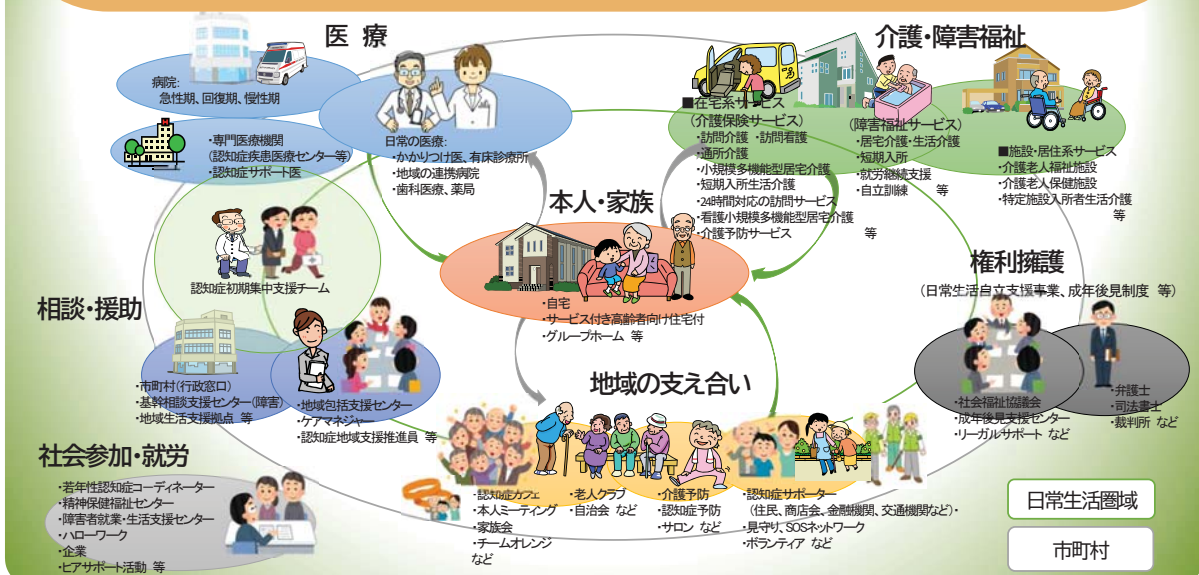 医 療
病院:
急性期、回復期、慢性期
・専門医療機関
(認知症疾患医療センター等)
・認知症サポート医
日常の医療:
・かかりつけ医、有床診療所
・地域の連携病院
・歯科医療、薬局
介護・障害福祉
■在宅系サービス
(介護保険サービス)
・訪問介護 ・訪問看護
・通所介護
・小規模多機能型居宅介護
・短期入所生活介護
・24時間対応の訪問サービス
・看護小規模多機能型居宅介護
・介護予防サービス 等
(障害福祉サービス)
・居宅介護・生活介護
・短期入所
・就労継続支援
・自立訓練 等
■施設・居住系サービス
・介護老人福祉施設
・介護老人保健施設
・特定施設入所者生活介護
等
本人・家族
・自宅
・サービス付き高齢者向け住宅付
・グループホーム 等
相談・援助
認知症初期集中支援チーム
・市町村(行政窓口)
・基幹相談支援センター(障害)
・地域生活支援拠点 等
・地域包括支援センター
・ケアマネジャー
・認知症地域支援推進員 等
権利擁護
(日常生活自立支援事業、成年後見制度 等)
・社会福祉協議会
・成年後見支援センター
・リーガルサポート など
・弁護士
・司法書士
・裁判所 など
地域の支え合い
・認知症カフェ
・本人ミーティング
・家族会
・チームオレンジ
など
・老人クラブ
・自治会 など
・介護予防
・認知症予防
・サロン など
・認知症サポーター
(住民、商店会、金融機関、交通機関など)・
・見守り、SOSネットワーク
・ボランティア など
社会参加・就労
・若年性認知症コーディネーター
・精神保健福祉センター
・障害者就業・生活支援センター
・ハローワーク
・企業
・ピアサポート活動 等
日常生活圏域
市町村